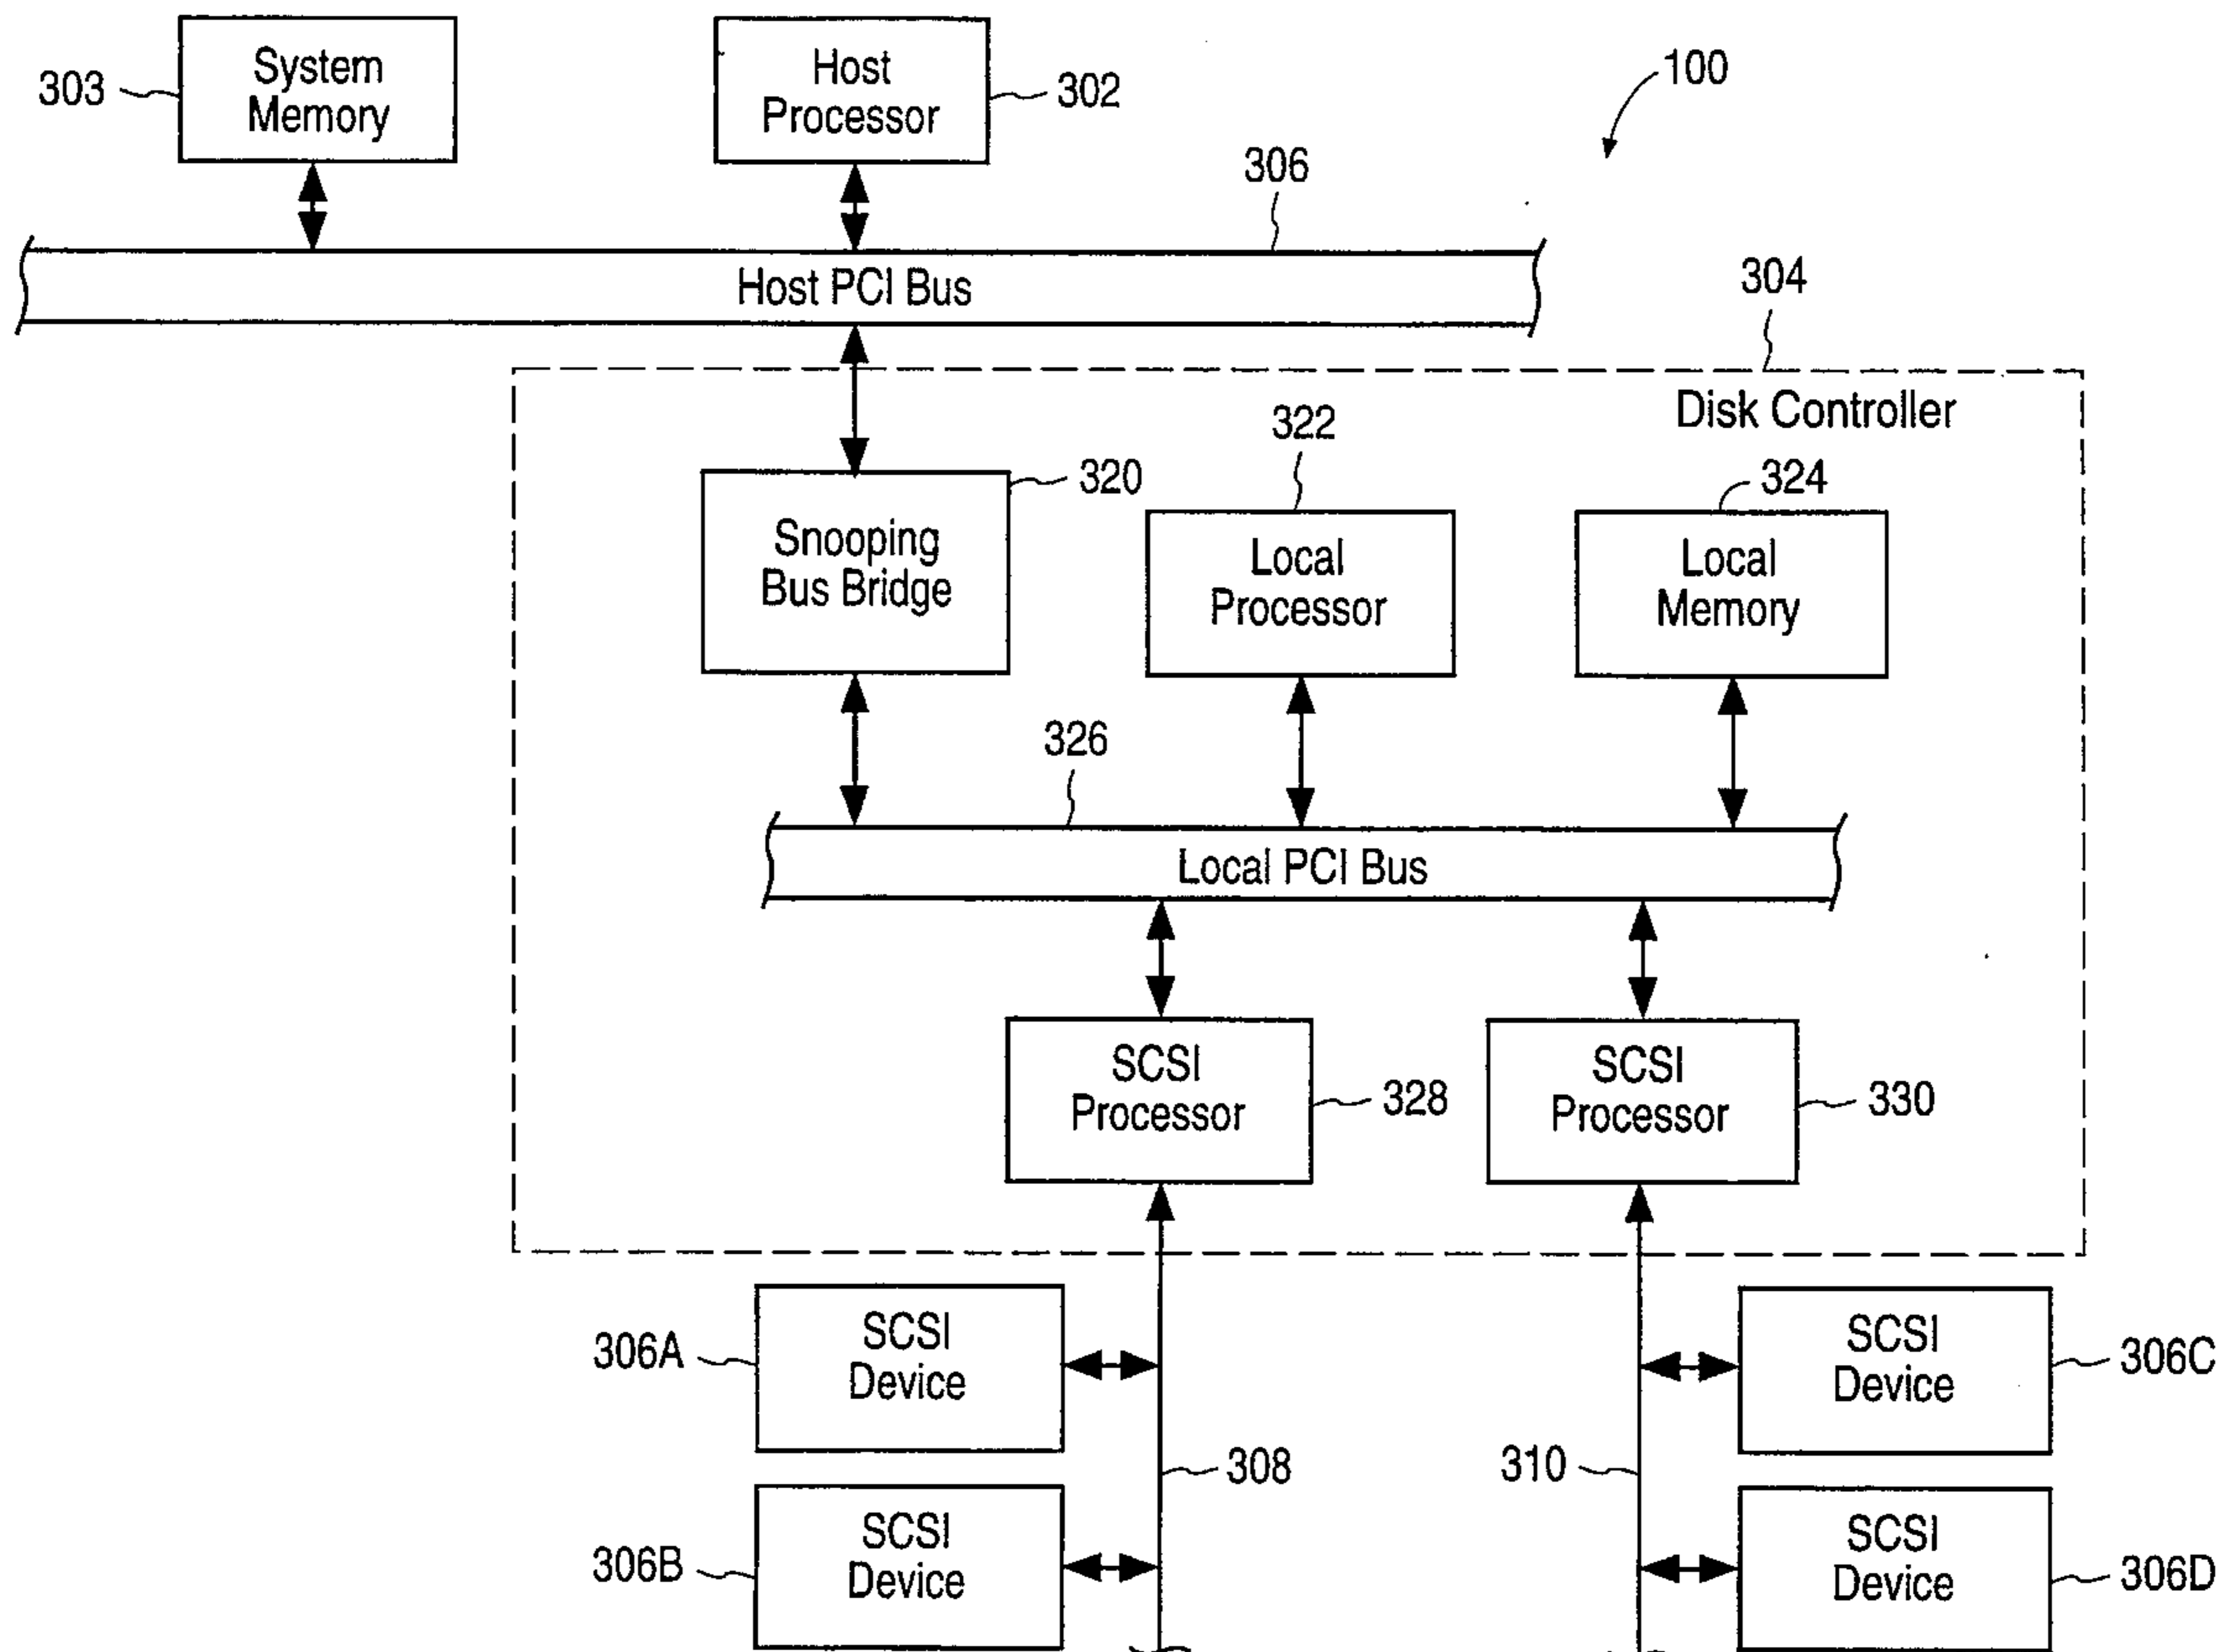 303
System
Memory
Host
Processor
302
100
306
Host PCI Bus
304
Disk Controller
320
Snooping
Bus Bridge
322
Local
Processor
324
Local
Memory
326
Local PCI Bus
SCSI
Processor
328
SCSI
Processor
330
306A
SCSI
Device
SCSI
Device
306C
308
310
306B
SCSI
Device
SCSI
Device
306D